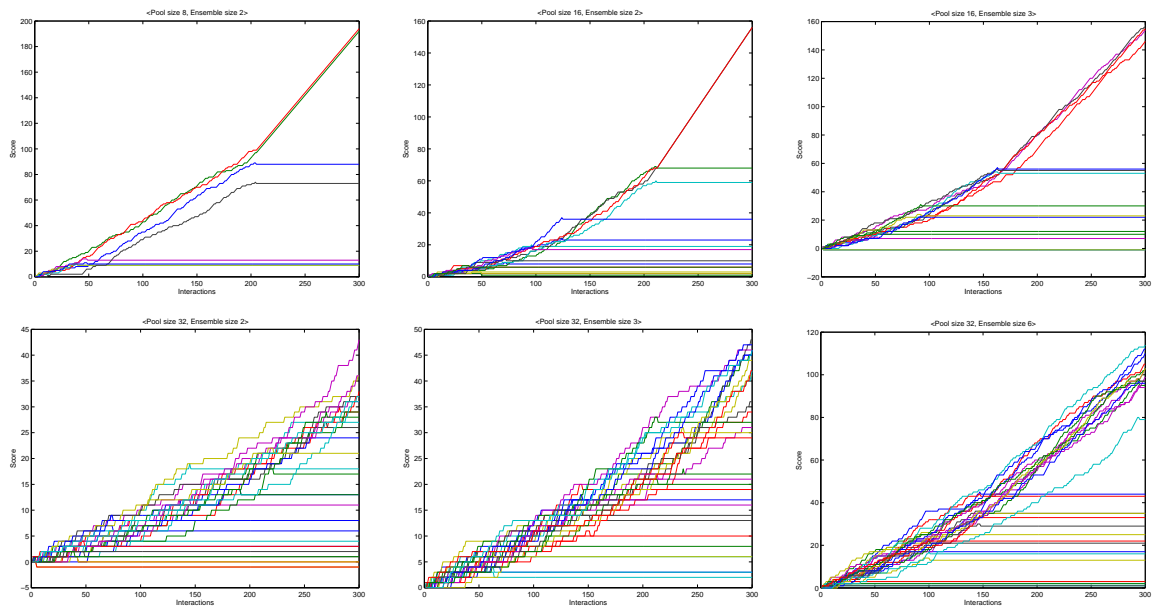 <Pool size 8, Ensemble size 2>
200
180
160
140
120
100
80
60
40
20
0
Score
0 50 100 150 200 250 300
Interactions
<Pool size 16, Ensemble size 2>
160
140
120
100
80
60
40
20
0
Score
0 50 100 150 200 250 300
Interactions
<Pool size 16, Ensemble size 3>
160
140
120
100
80
60
40
20
0
−20
Score
0 50 100 150 200 250 300
Interactions
<Pool size 32, Ensemble size 2>
45
40
35
30
25
20
15
10
5
0
−5
Score
0 50 100 150 200 250 300
Interactions
<Pool size 32, Ensemble size 3>
50
45
40
35
30
25
20
15
10
5
0
Score
0 50 100 150 200 250 300
Interactions
<Pool size 32, Ensemble size 6>
120
100
80
60
40
20
0
Score
0 50 100 150 200 250 300
Interactions